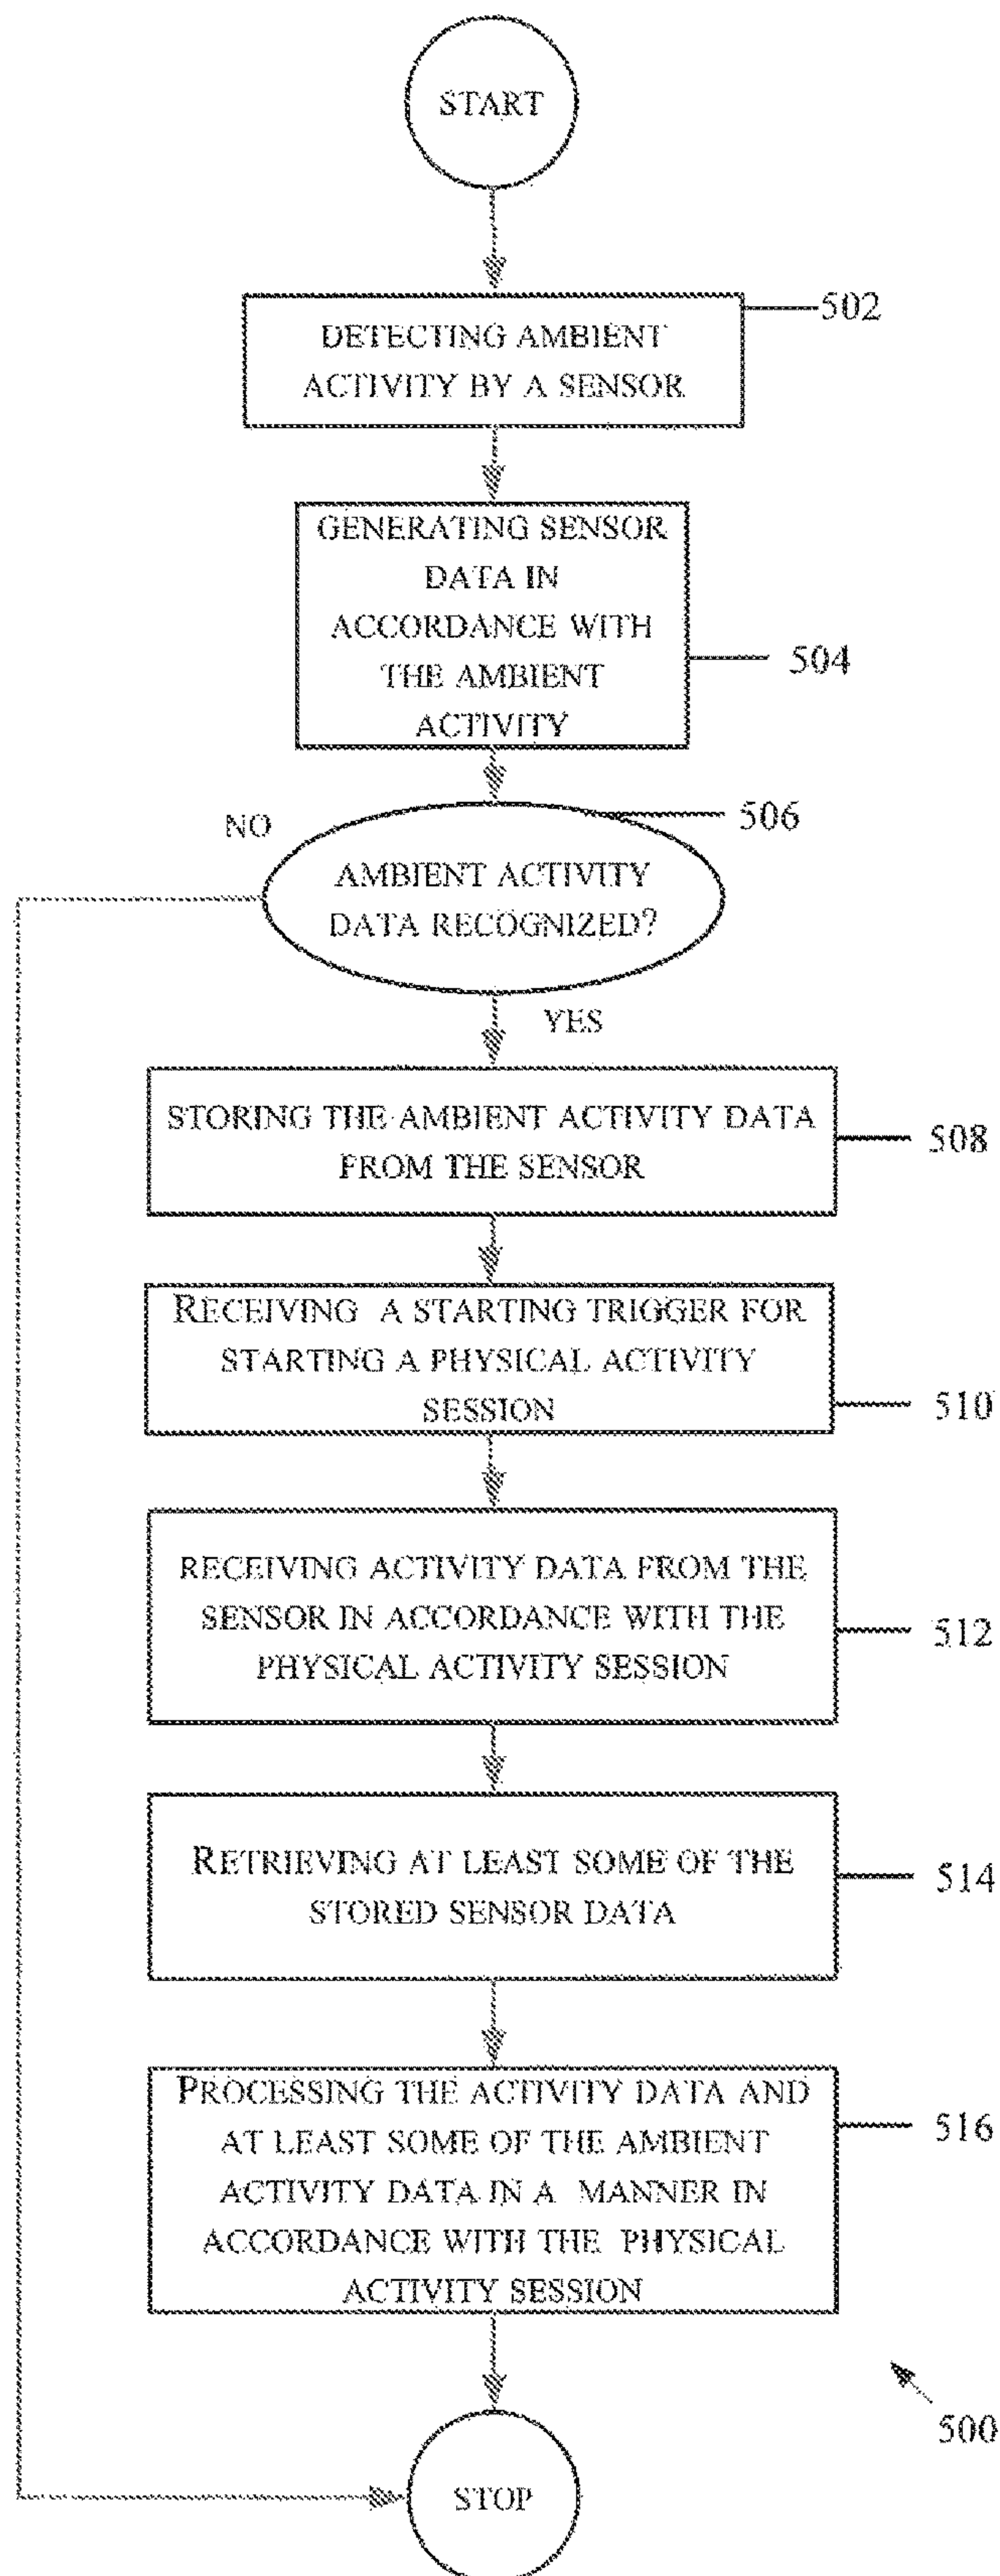 START
502
DETECTING AMBIENT
ACTIVITY BY A SENSOR
GENERATING SENSOR
DATA IN
ACCORDANCE WITH
THE AMBIENT
ACTIVITY
504
NO
506
AMBIENT ACTIVITY
DATA RECOGNIZED?
YES
STORING THE AMBIENT ACTIVITY DATA
FROM THE SENSOR
508
RECEIVING A STARTING TRIGGER FOR
STARTING A PHYSICAL ACTIVITY
SESSION
510
RECEIVING ACTIVITY DATA FROM THE
SENSOR IN ACCORDANCE WITH THE
PHYSICAL ACTIVITY SESSION
512
RETRIEVING AT LEAST SOME OF THE
STORED SENSOR DATA
514
PROCESSING THE ACTIVITY DATA AND
AT LEAST SOME OF THE AMBIENT
ACTIVITY DATA IN A MANNER IN
ACCORDANCE WITH THE PHYSICAL
ACTIVITY SESSION
516
500
STOP